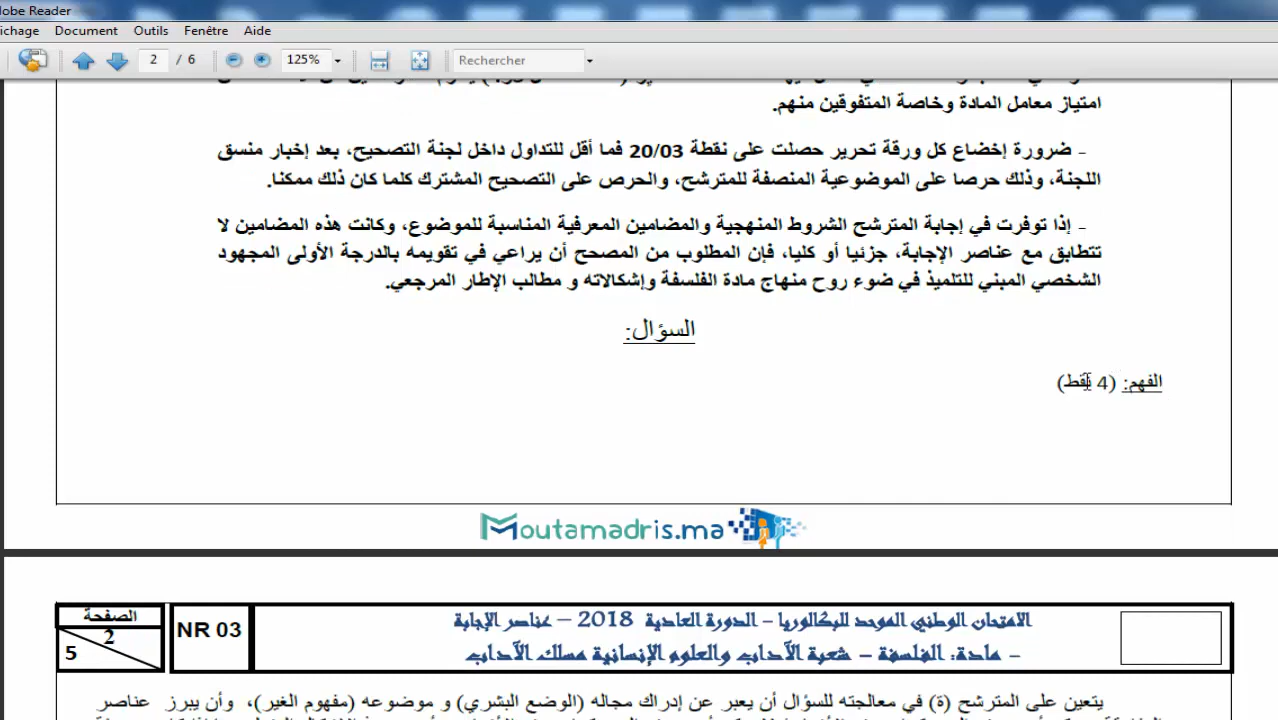 dobe Reader
ichage Document Outils Fenêtre Aide
2 / 6 125% Rechercher
امتياز معامل المادة وخاصة المتفوقين منهم.
- ضرورة إخضاع كل ورقة تحرير حصلت على نقطة 20/03 فما أقل للتداول داخل لجنة التصحيح، بعد إخبار منسق
اللجنة، وذلك حرصا على الموضوعية المنصفة للمترشح، والحرص على التصحيح المشترك كلما كان ذلك ممكنا.
- إذا توفرت في إجابة المترشح الشروط المنهجية والمضامين المعرفية المناسبة للموضوع، وكانت هذه المضامين لا
تتطابق مع عناصر الإجابة، جزئيا أو كليا، فإن المطلوب من المصحح أن يراعي في تقويمه بالدرجة الأولى المجهود
الشخصي المبني للتلميذ في ضوء روح منهاج مادة الفلسفة وإشكالاته و مطالب الإطار المرجعي.
السؤال:
الفهم: (4 نقط)
Moutamadris.ma
الصفحة
2
5
NR 03
الامتحان الوطني الموحد للبكالوريا - الدورة العادية 2018 - عناصر الإجابة
- مادة: الفلسفة - شعبة الآداب والعلوم الإنسانية مسلك الآداب
يتعين على المترشح (ة) في معالجته للسؤال أن يعبر عن إدراك مجاله (الوضع البشري) و موضوعه (مفهوم الغير)، وأن يبرز عناصر